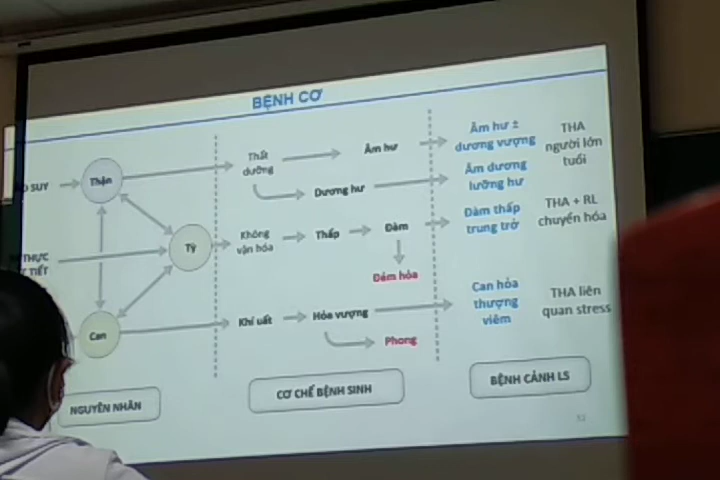 BỆNH CƠ
SUY
Thận
Thất
dưỡng
Âm hư
Dương hư
Âm hư ±
dương vượng
Âm dương
lưỡng hư
THA
người lớn
tuổi
THỰC
TIẾT
Tỳ
Không
vận hóa
Thấp
Đàm
Đàm hỏa
Đàm thấp
trung trở
THA + RL
chuyển hóa
Can
Khí uất
Hỏa vượng
Phong
Can hỏa
thượng
viêm
THA liên
quan stress
NGUYÊN NHÂN
CƠ CHẾ BỆNH SINH
BỆNH CẢNH LS